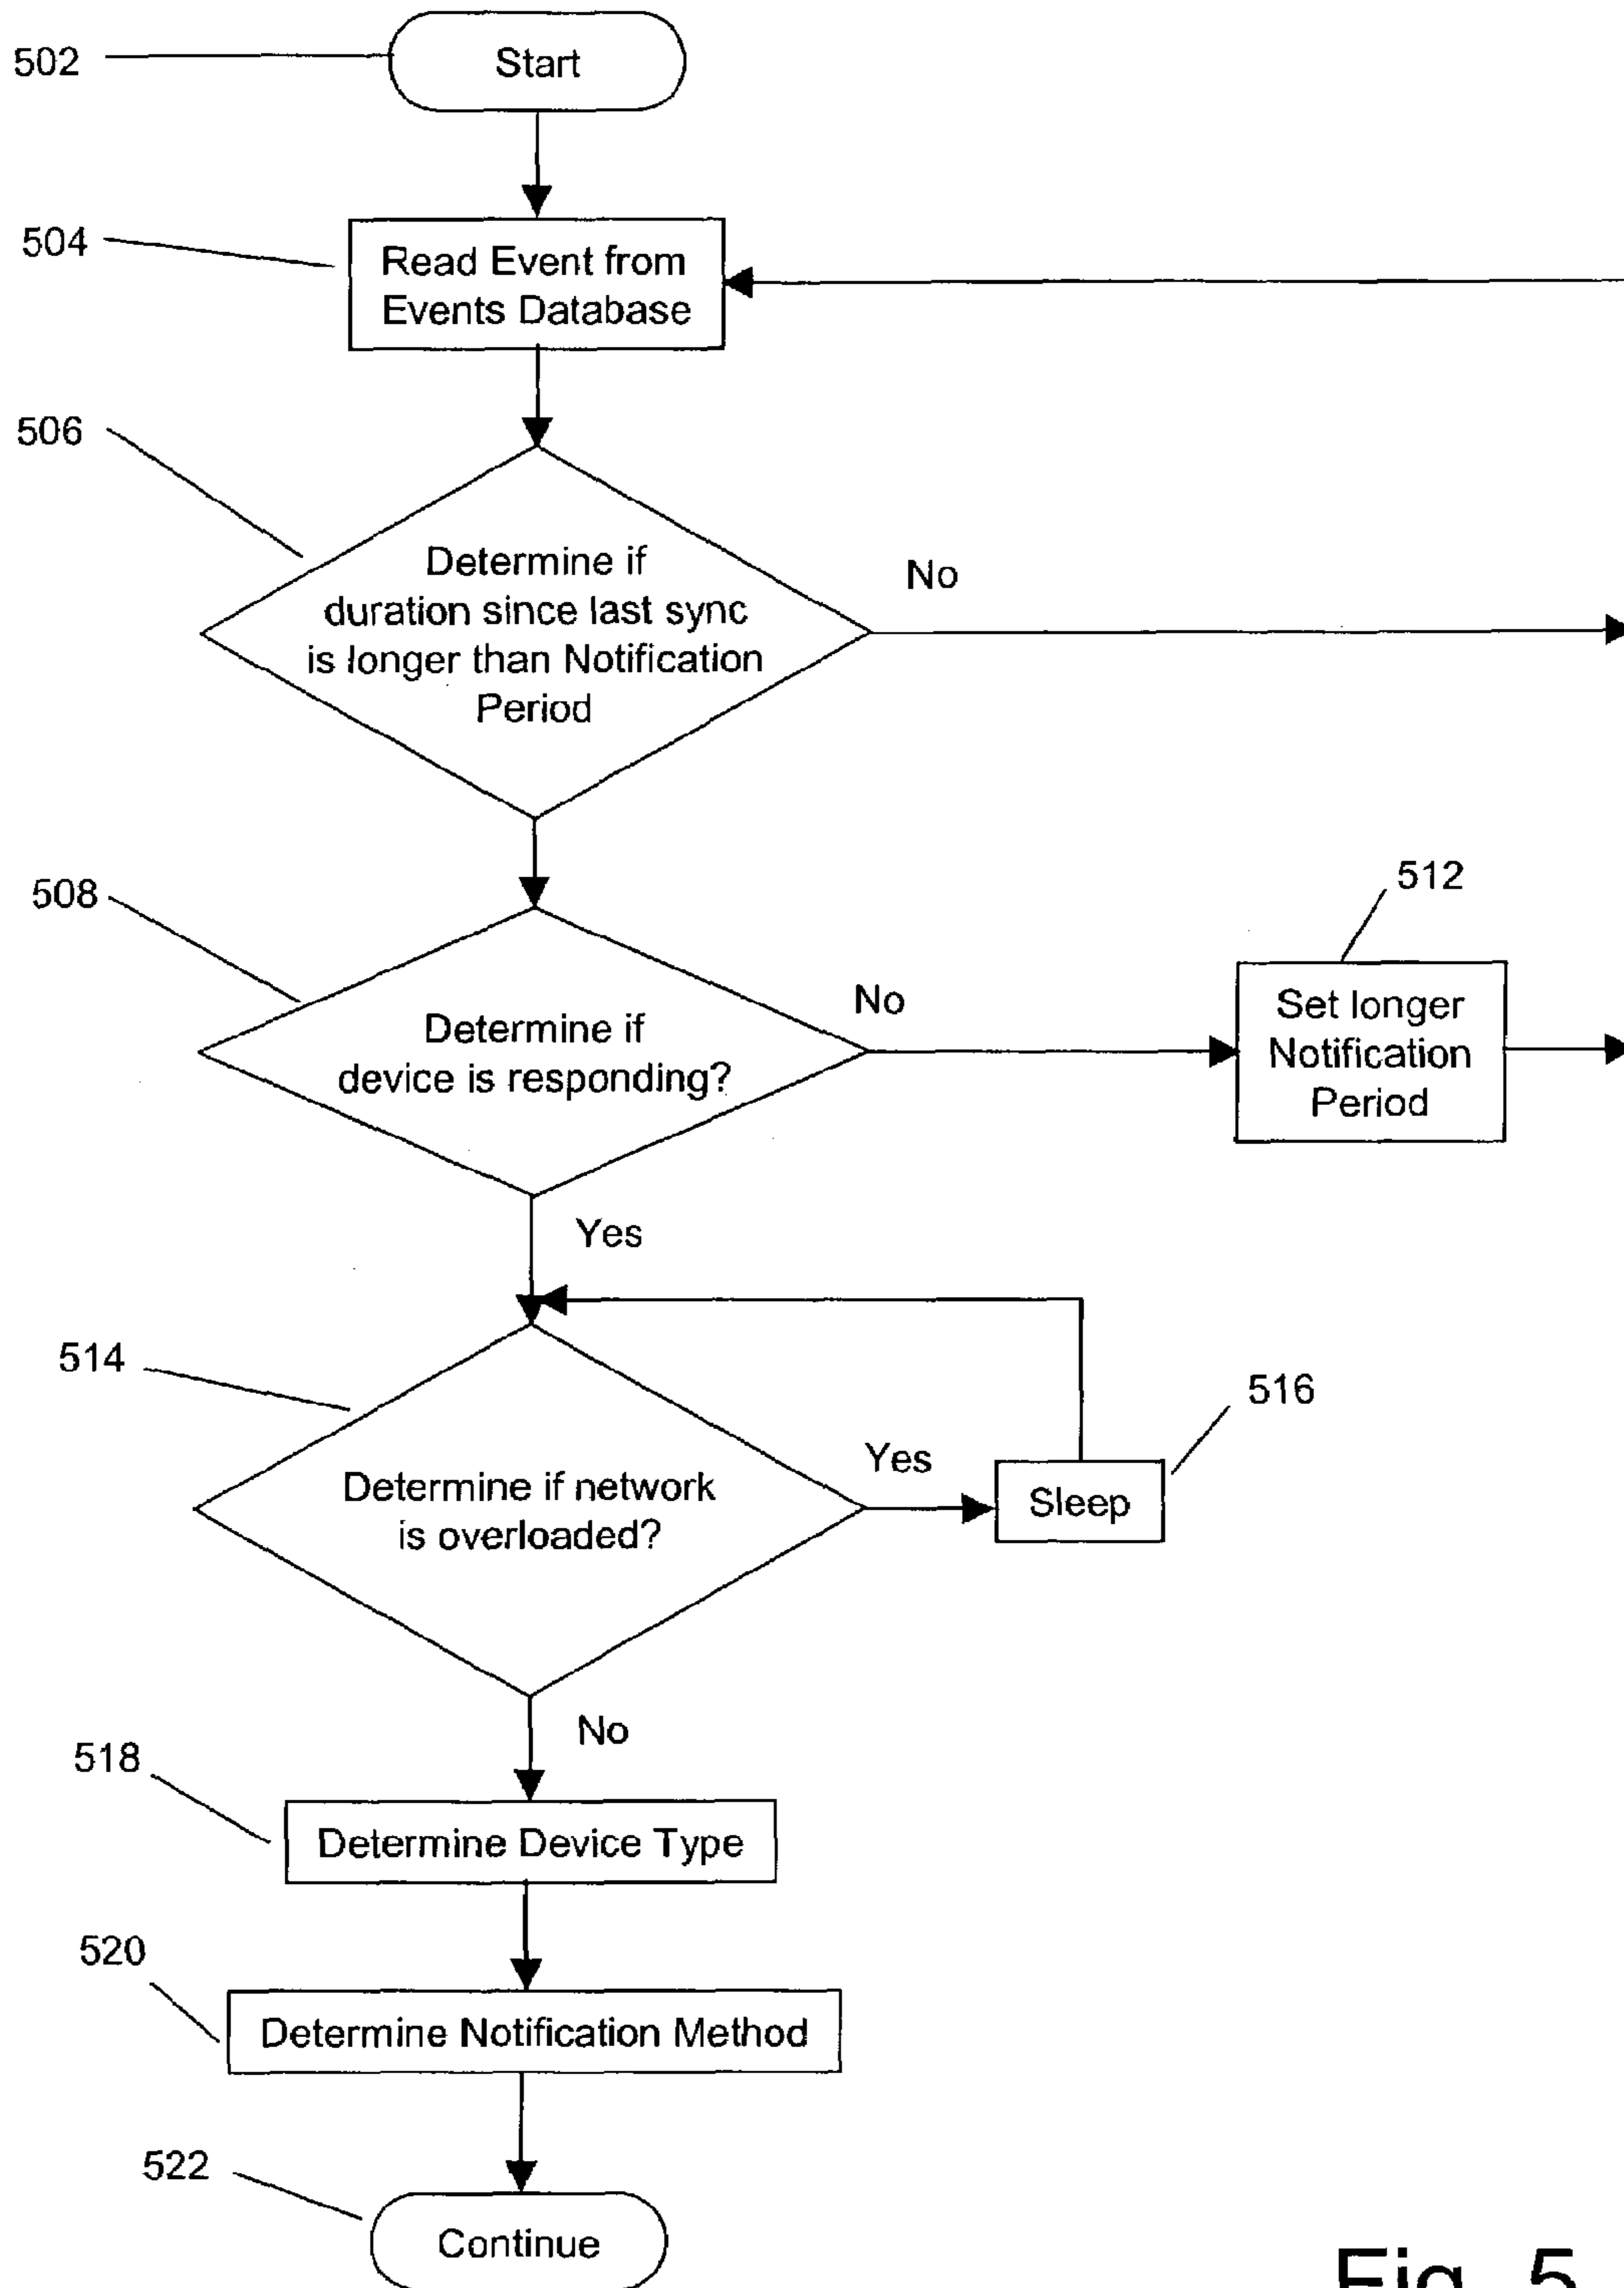 502
Start
504
Read Event from
Events Database
506
Determine if
duration since last sync
is longer than Notification
Period
No
508
Determine if
device is responding?
No
512
Set longer
Notification
Period
Yes
514
Determine if network
is overloaded?
Yes
516
Sleep
No
518
Determine Device Type
520
Determine Notification Method
522
Continue
Fig. 5